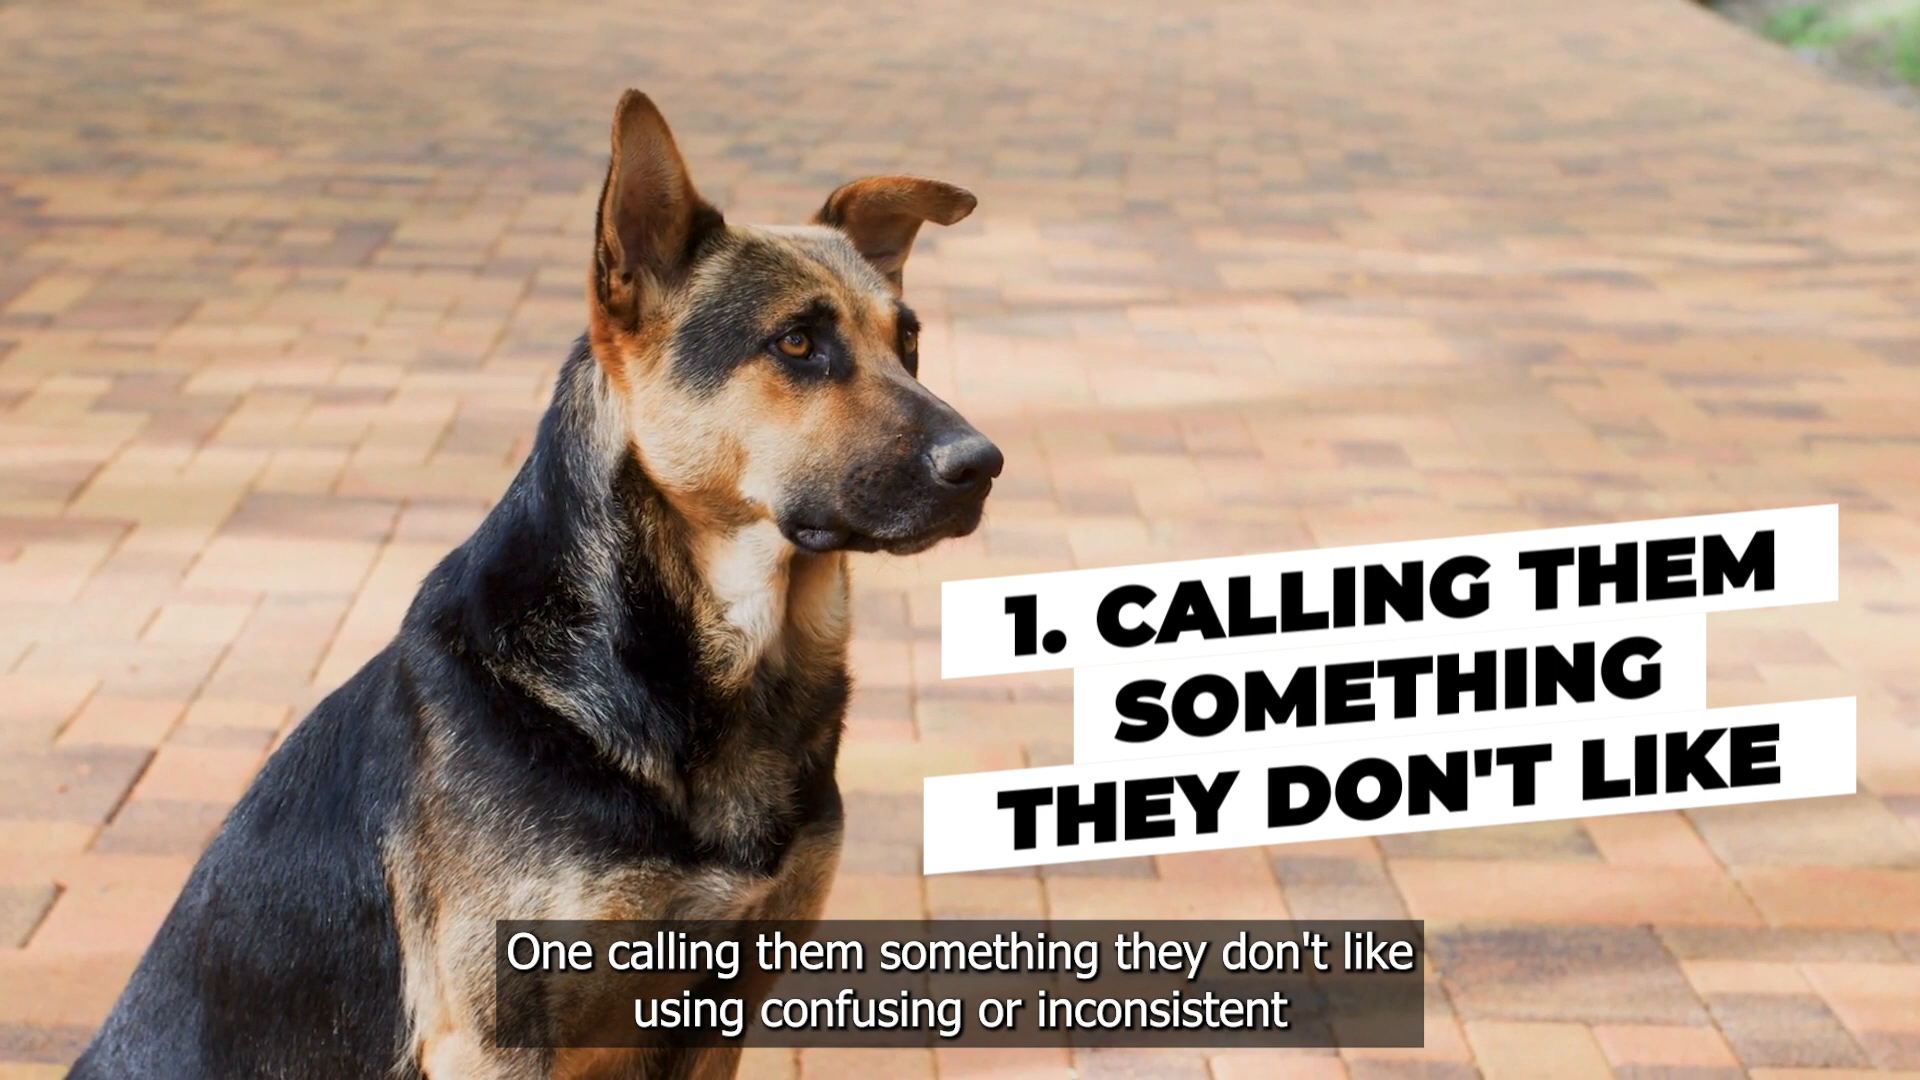 1. CALLING THEM
SOMETHING
THEY DON'T LIKE
One calling them something they don't like
using confusing or inconsistent